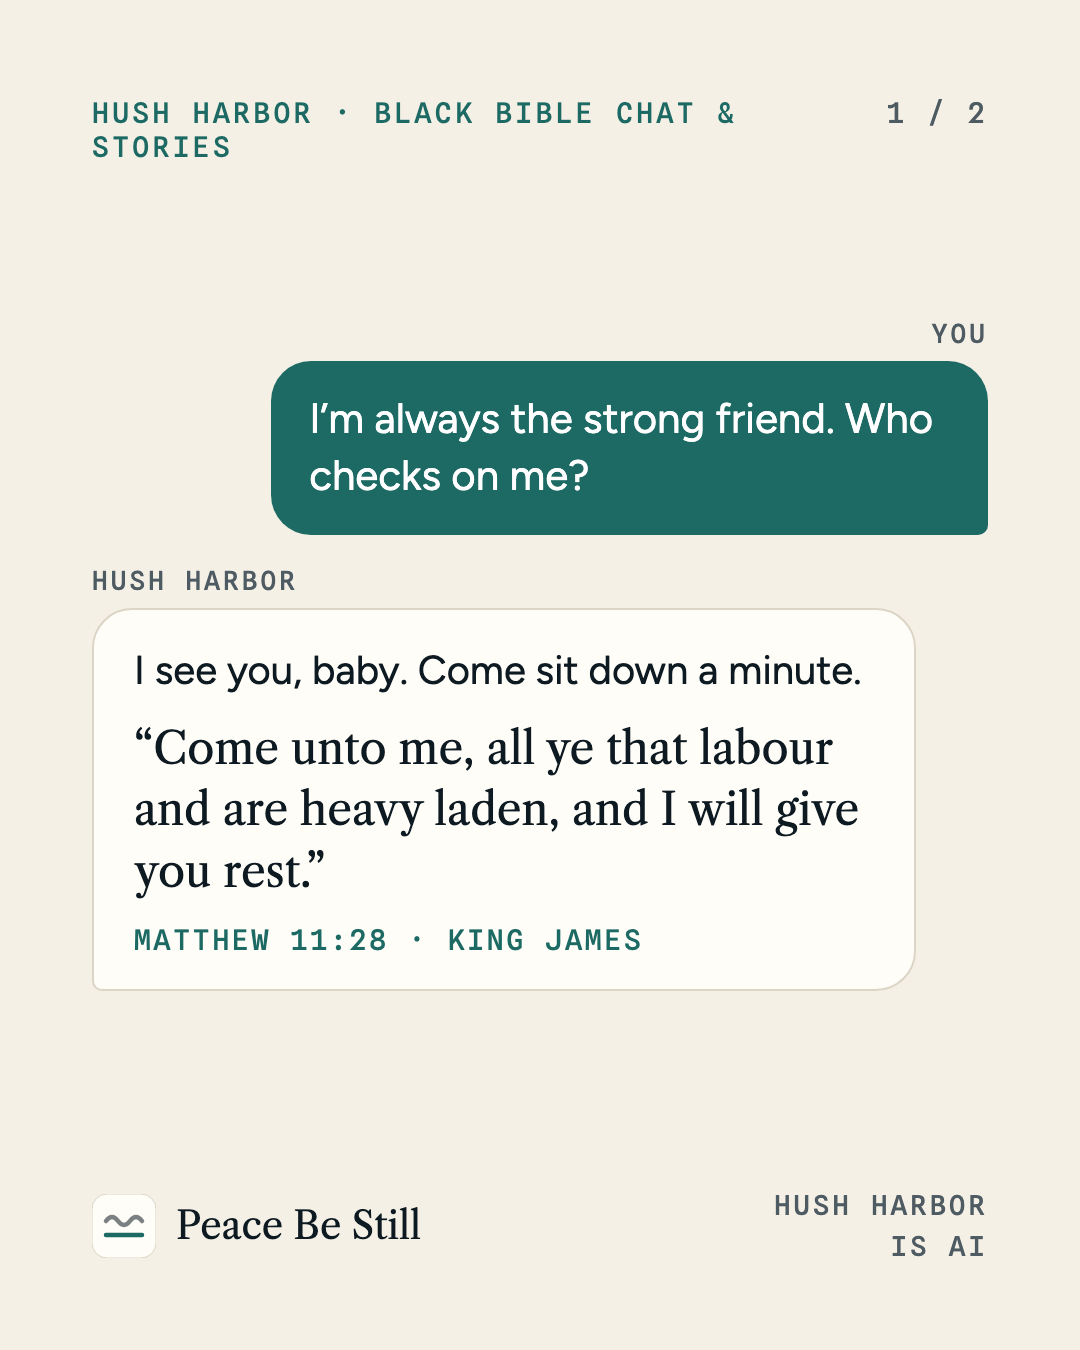 HUSH HARBOR · BLACK BIBLE CHAT &
STORIES
1 / 2
YOU
I’m always the strong friend. Who
checks on me?
HUSH HARBOR
I see you, baby. Come sit down a minute.
“Come unto me, all ye that labour
and are heavy laden, and I will give
you rest.”
MATTHEW 11:28 · KING JAMES
Peace Be Still
HUSH HARBOR
IS AI